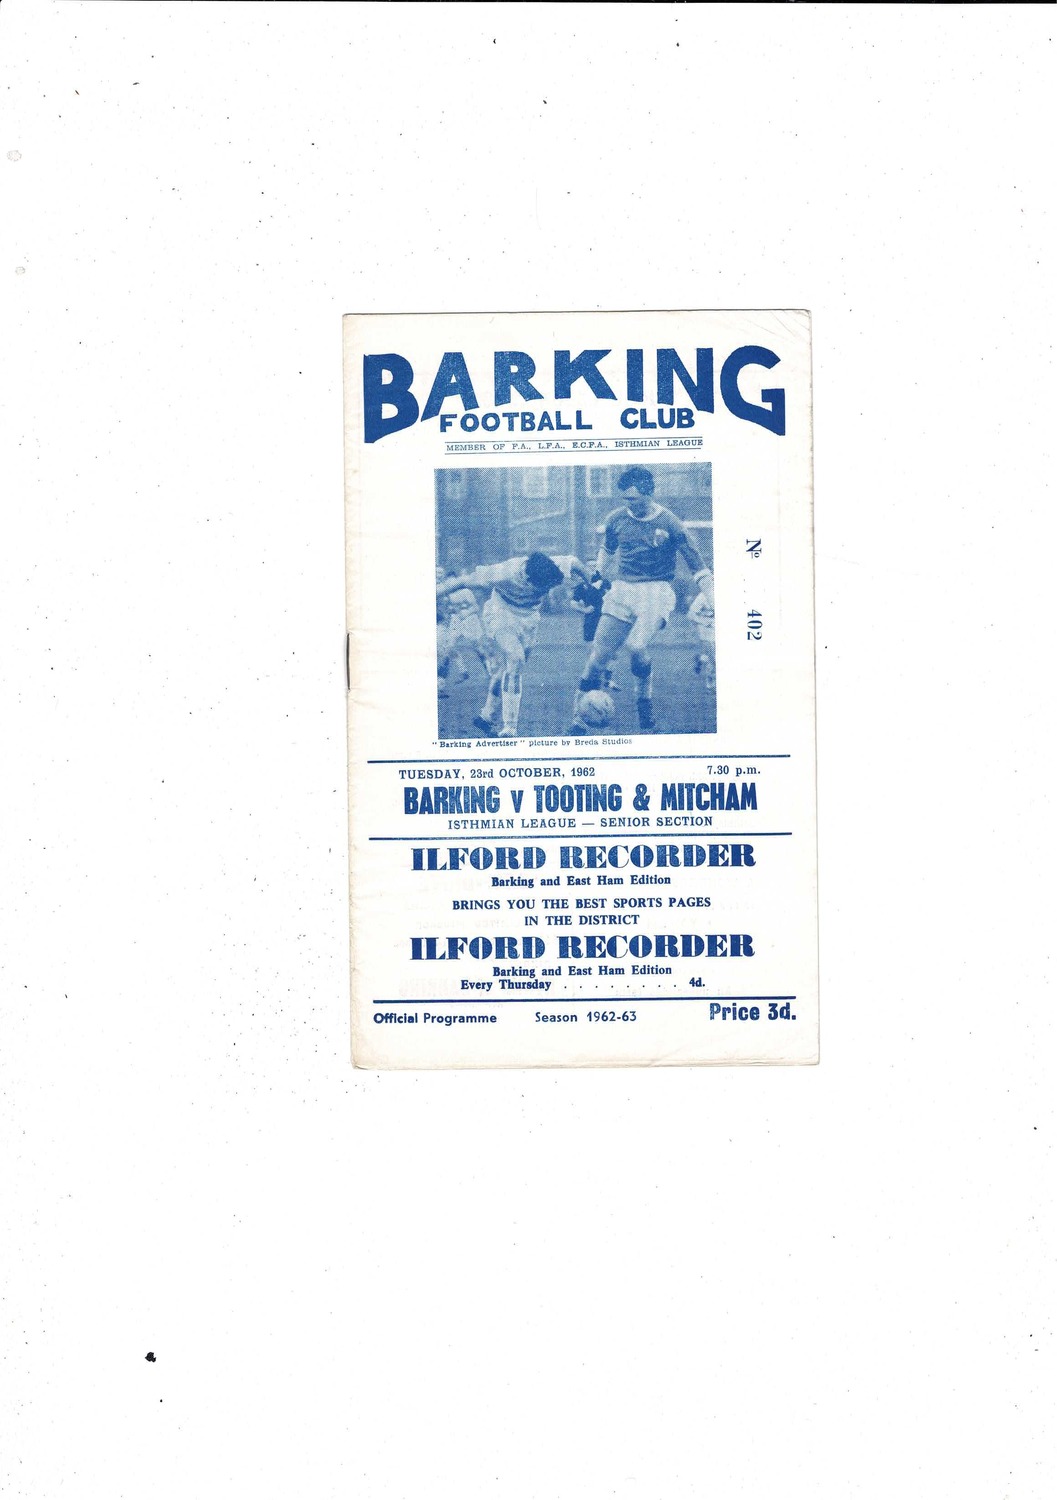 BARKING
FOOTBALL CLUB
MEMBER OF F.A., L.F.A., E.C.F.A., ISTHMIAN LEAGUE
No 402
"Barking Advertiser" picture by Breda Studios
TUESDAY, 23rd OCTOBER, 1962 7.30 p.m.
BARKING v TOOTING & MITCHAM
ISTHMIAN LEAGUE — SENIOR SECTION
ILFORD RECORDER
Barking and East Ham Edition
BRINGS YOU THE BEST SPORTS PAGES
IN THE DISTRICT
ILFORD RECORDER
Barking and East Ham Edition
Every Thursday . . . . . . . . 4d.
Official Programme Season 1962-63 Price 3d.